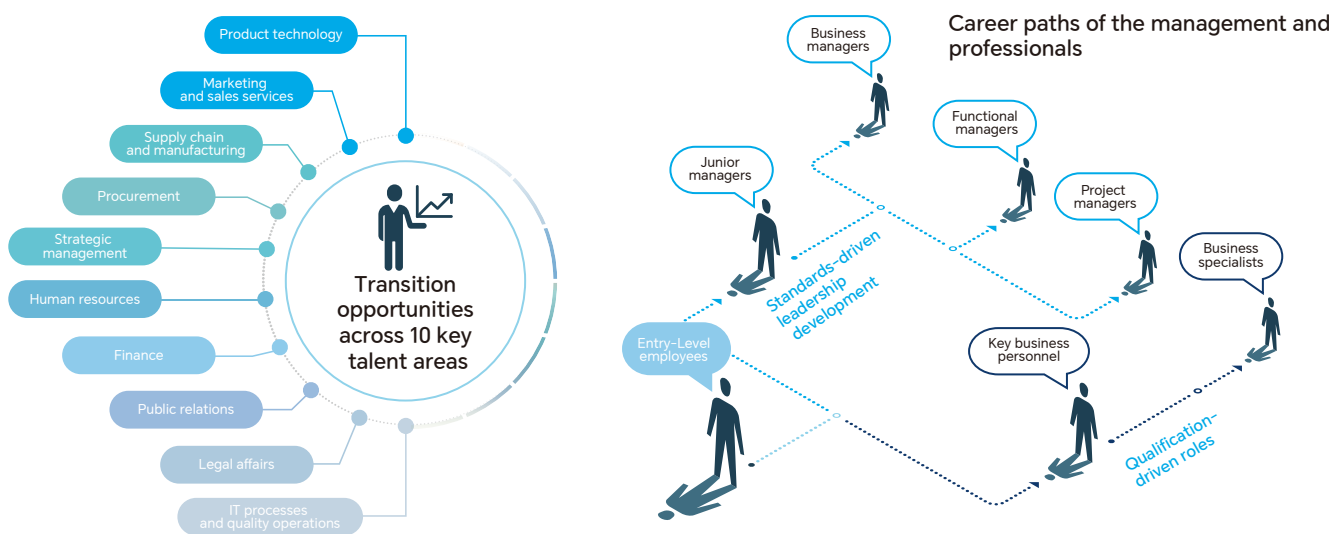 Product technology
Marketing
and sales services
Supply chain
and manufacturing
Procurement
Strategic
management
Human resources
Finance
Public relations
Legal affairs
IT processes
and quality operations
Transition
opportunities
across 10 key
talent areas
Career paths of the management and
professionals
Business
managers
Functional
managers
Junior
managers
Project
managers
Business
specialists
Standards-driven
leadership
development
Entry-Level
employees
Key business
personnel
Qualification-
driven roles